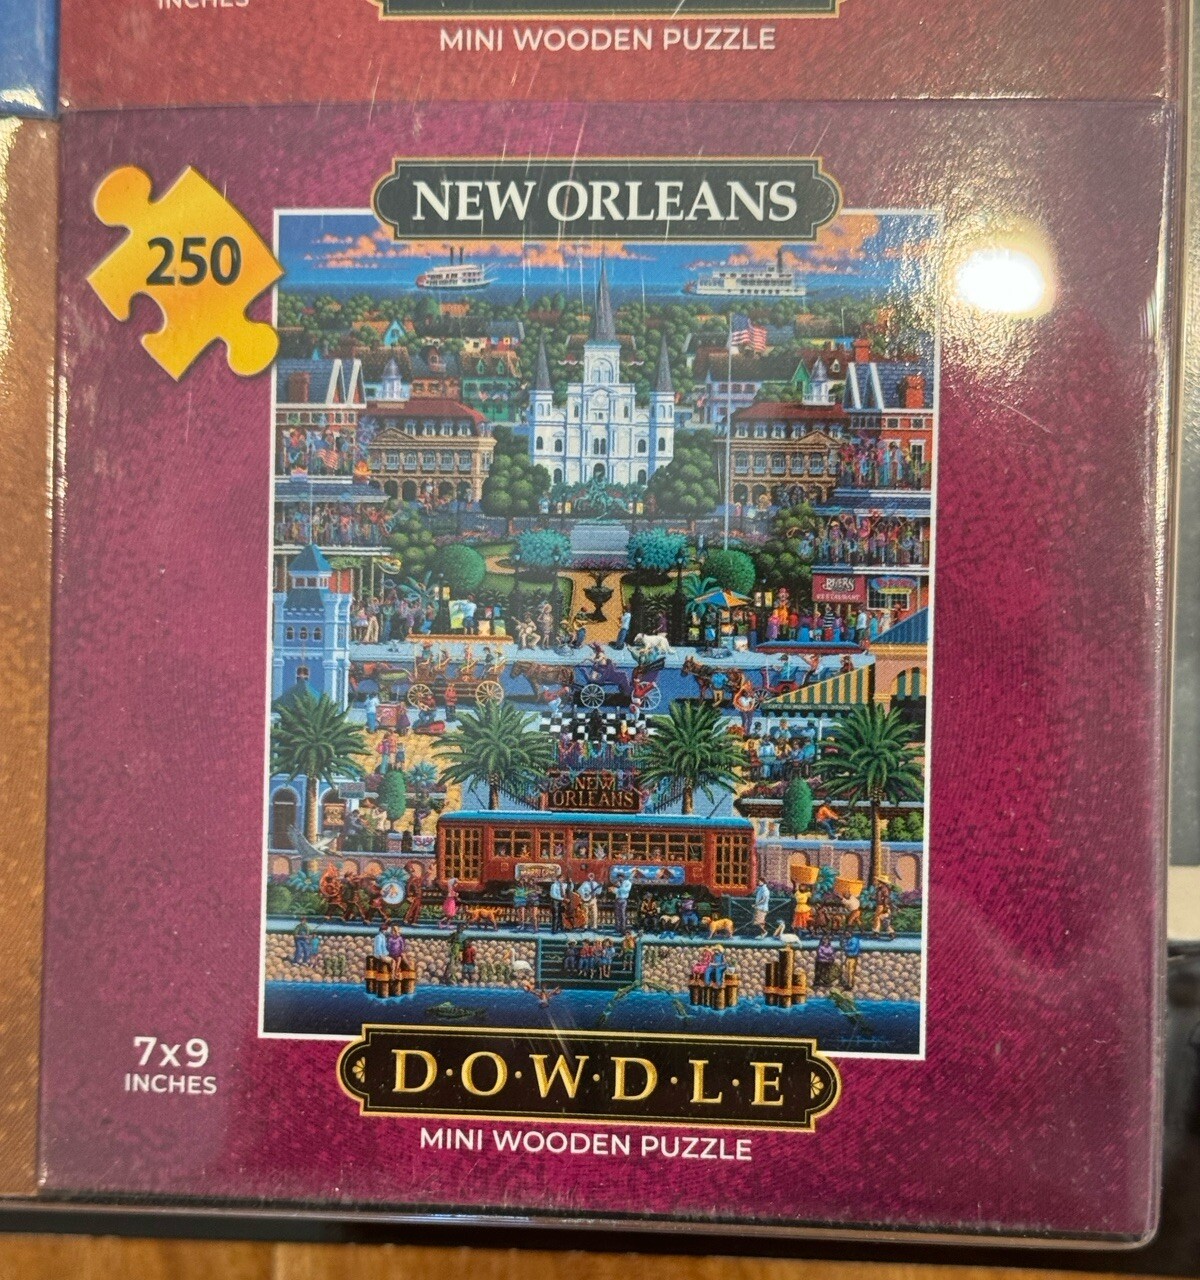 INCHES
MINI WOODEN PUZZLE
NEW ORLEANS
250
NEW
ORLEANS
7x9
INCHES
D·O·W·D·L·E
MINI WOODEN PUZZLE